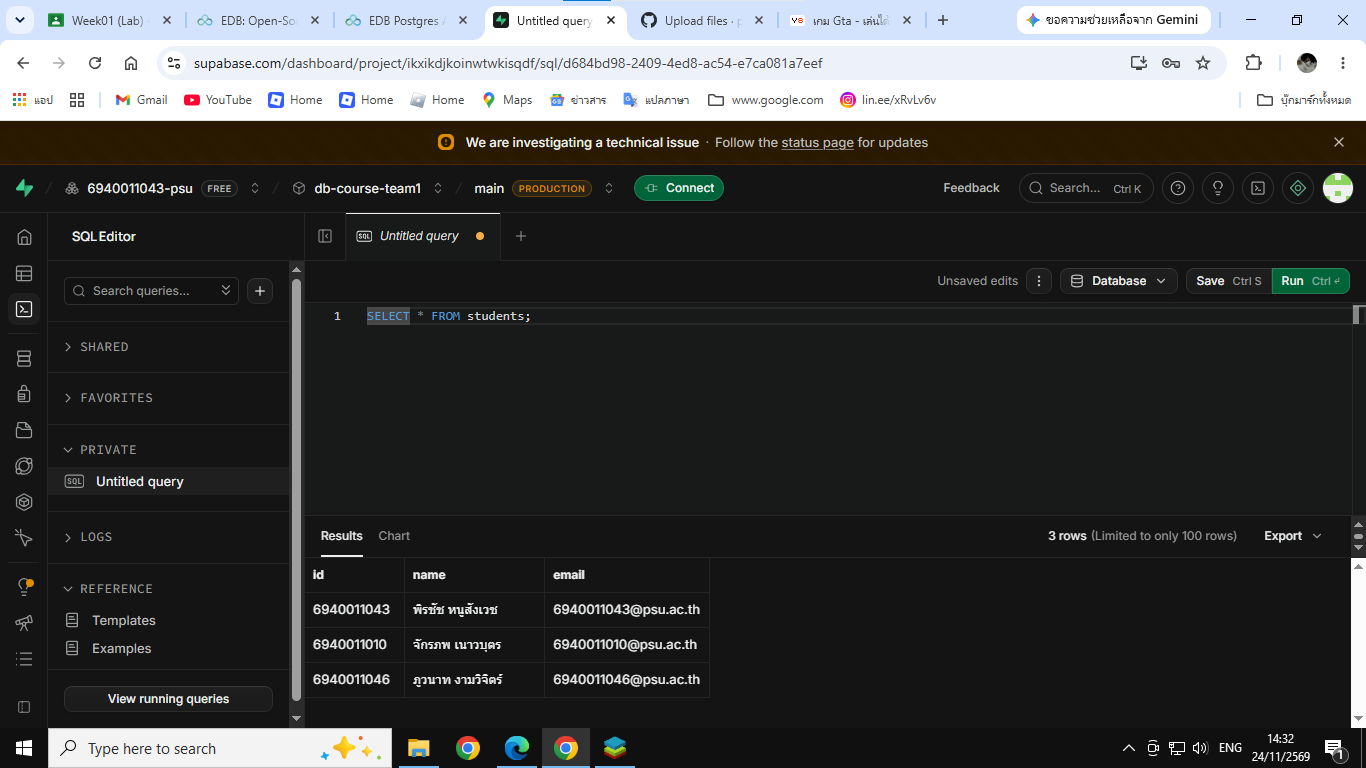 Week01 (Lab) -
EDB: Open-So
EDB Postgres A
Untitled query
Upload files · p
เกม Gta - เล่นได้
ขอความช่วยเหลือจาก Gemini
supabase.com/dashboard/project/ikxikdjkoinwtwkisqdf/sql/d684bd98-2409-4ed8-ac54-e7ca081a7eef
แอป
Gmail
YouTube
Home
Home
Home
Maps
ข่าวสาร
แปลภาษา
www.google.com
lin.ee/xRvLv6v
บุ๊กมาร์กทั้งหมด
We are investigating a technical issue · Follow the status page for updates
6940011043-psu FREE / db-course-team1 / main PRODUCTION Connect
Feedback
Search... Ctrl K
SQL Editor
Untitled query
Search queries...
Unsaved edits
Database
Save Ctrl S
Run Ctrl ↵
1 SELECT * FROM students;
SHARED
FAVORITES
PRIVATE
SQL Untitled query
LOGS
REFERENCE
Templates
Examples
View running queries
Results Chart
3 rows (Limited to only 100 rows)
Export
id name email
6940011043 พิรชัช หนูสังเวช 6940011043@psu.ac.th
6940011010 จักรภพ เนาวบุตร 6940011010@psu.ac.th
6940011046 ภูวนาท งามวิจิตร์ 6940011046@psu.ac.th
Type here to search
ENG
14:32
24/11/2569
1